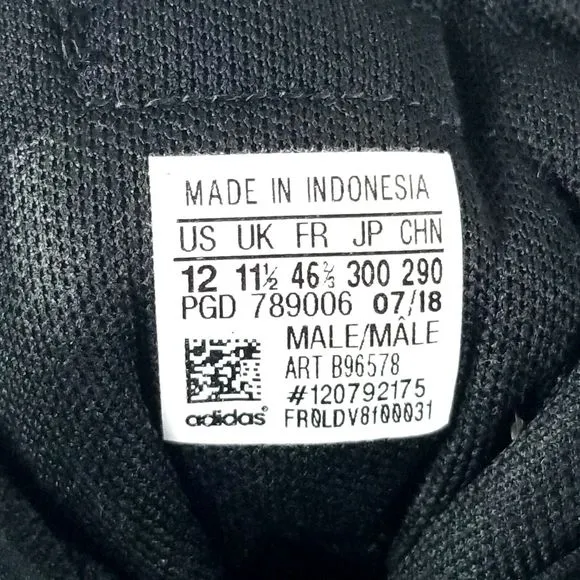 MADE IN INDONESIA
US UK FR JP CHN
12 11½ 46⅔ 300 290
PGD 789006 07/18
MALE/MÂLE
ART B96578
#120792175
adidas® FR0LDV8f00031